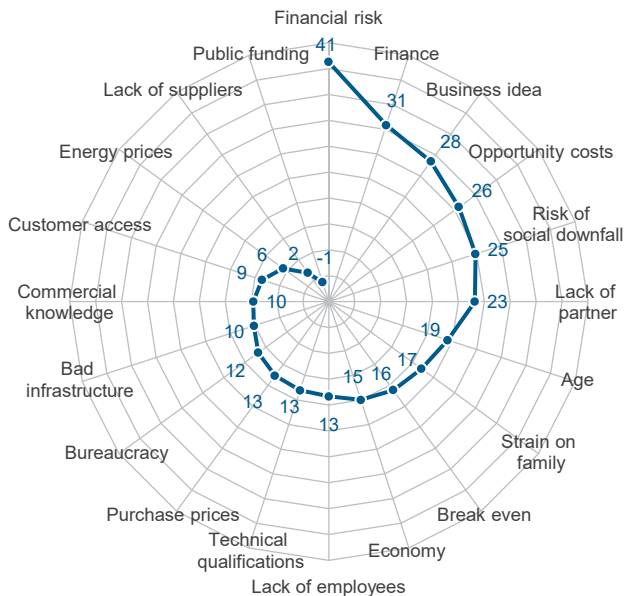 Financial risk
41
Public funding
Finance
Lack of suppliers
Business idea
31
28
Energy prices
Opportunity costs
26
Customer access
Risk of
social downfall
25
-1
2
6
9
Commercial
knowledge
10
23
Lack of
partner
10
19
Bad
infrastructure
12
17
Age
15
16
13
13
13
Bureaucracy
Strain on
family
Purchase prices
Break even
Technical
qualifications
Economy
Lack of employees